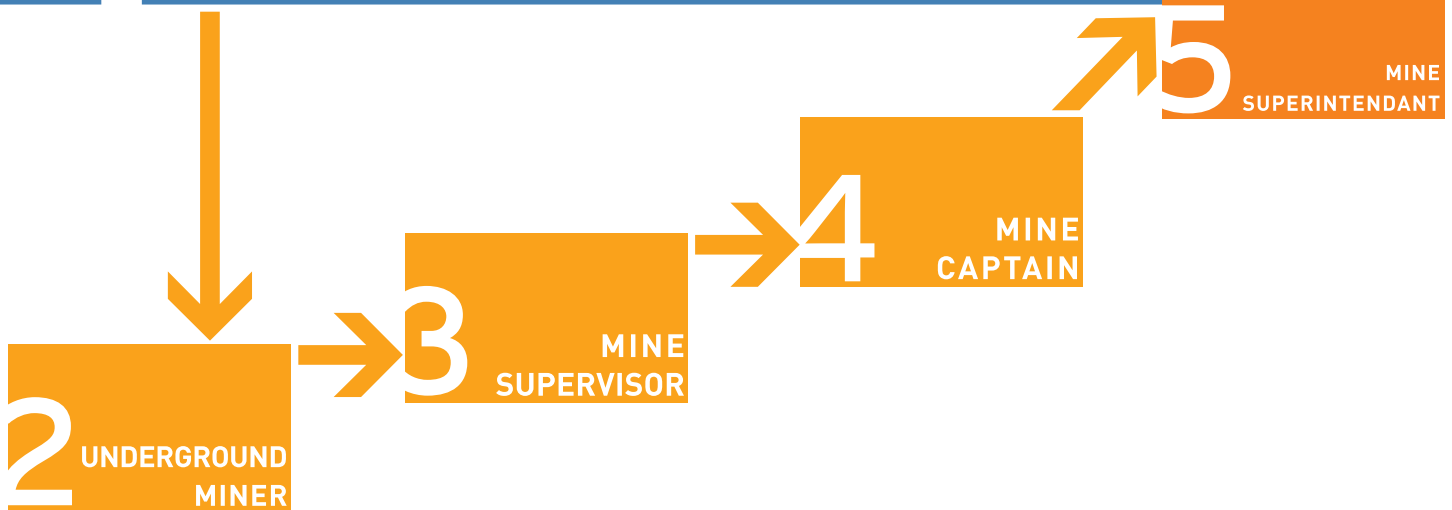 5
MINE
SUPERINTENDANT
4
MINE
CAPTAIN
3
MINE
SUPERVISOR
2
UNDERGROUND
MINER